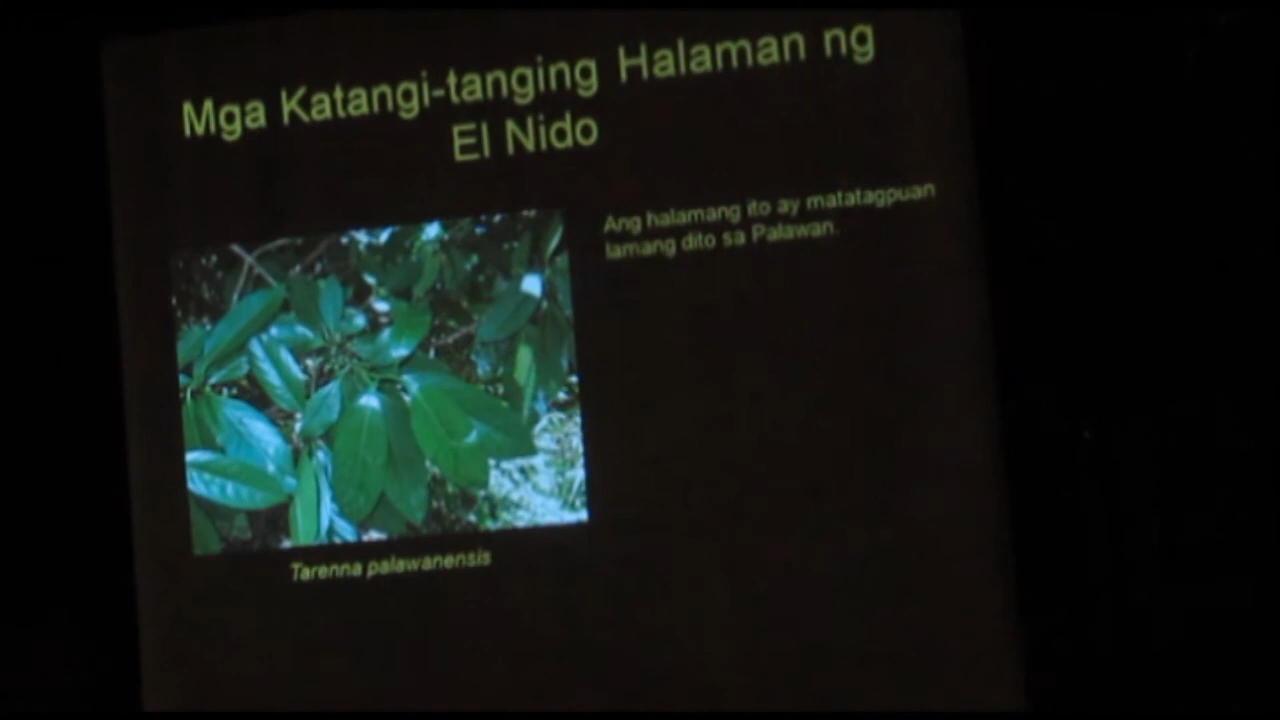 Mga Katangi-tanging Halaman ng
El Nido
Ang halamang ito ay matatagpuan
lamang dito sa Palawan.
Tarenna palawanensis